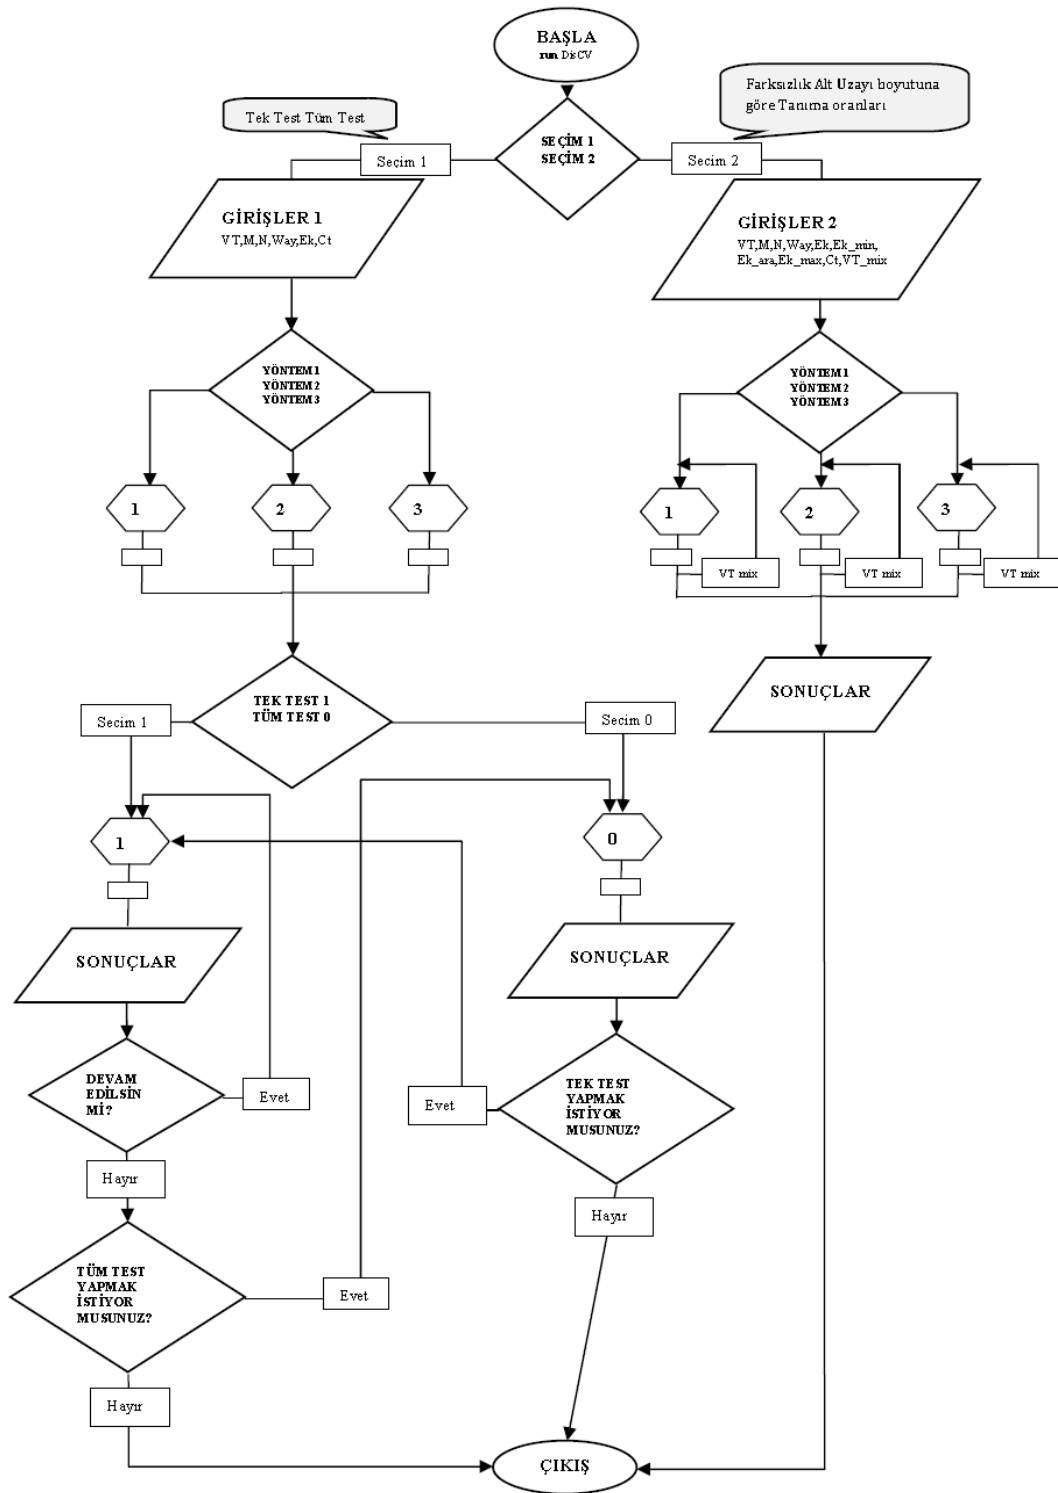 BAŞLA
run DisCV
Tek Test Tüm Test
Farksızlık Alt Uzayı boyutuna
göre Tanıma oranları
SEÇİM 1
SEÇİM 2
Seçim 1
Seçim 2
GİRİŞLER 1
VT,M,N,Way,Ek,Ct
GİRİŞLER 2
VT,M,N,Way,Ek,Ek_min,
Ek_ara,Ek_max,Ct,VT_mix
YÖNTEM 1
YÖNTEM 2
YÖNTEM 3
YÖNTEM 1
YÖNTEM 2
YÖNTEM 3
1
2
3
1
2
3
VT mix
VT mix
VT mix
TEK TEST 1
TÜM TEST 0
Secim 1
Secim 0
SONUÇLAR
1
0
SONUÇLAR
SONUÇLAR
DEVAM
EDİLSİN
Mİ?
Evet
Evet
TEK TEST
YAPMAK
İSTİYOR
MUSUNUZ?
Hayır
Hayır
TÜM TEST
YAPMAK
İSTİYOR
MUSUNUZ?
Evet
Hayır
ÇIKIŞ